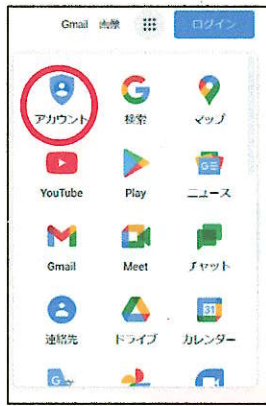 Gmail 画像 ログイン
アカウント 検索 マップ
YouTube Play ニュース
Gmail Meet チャット
連絡先 ドライブ カレンダー